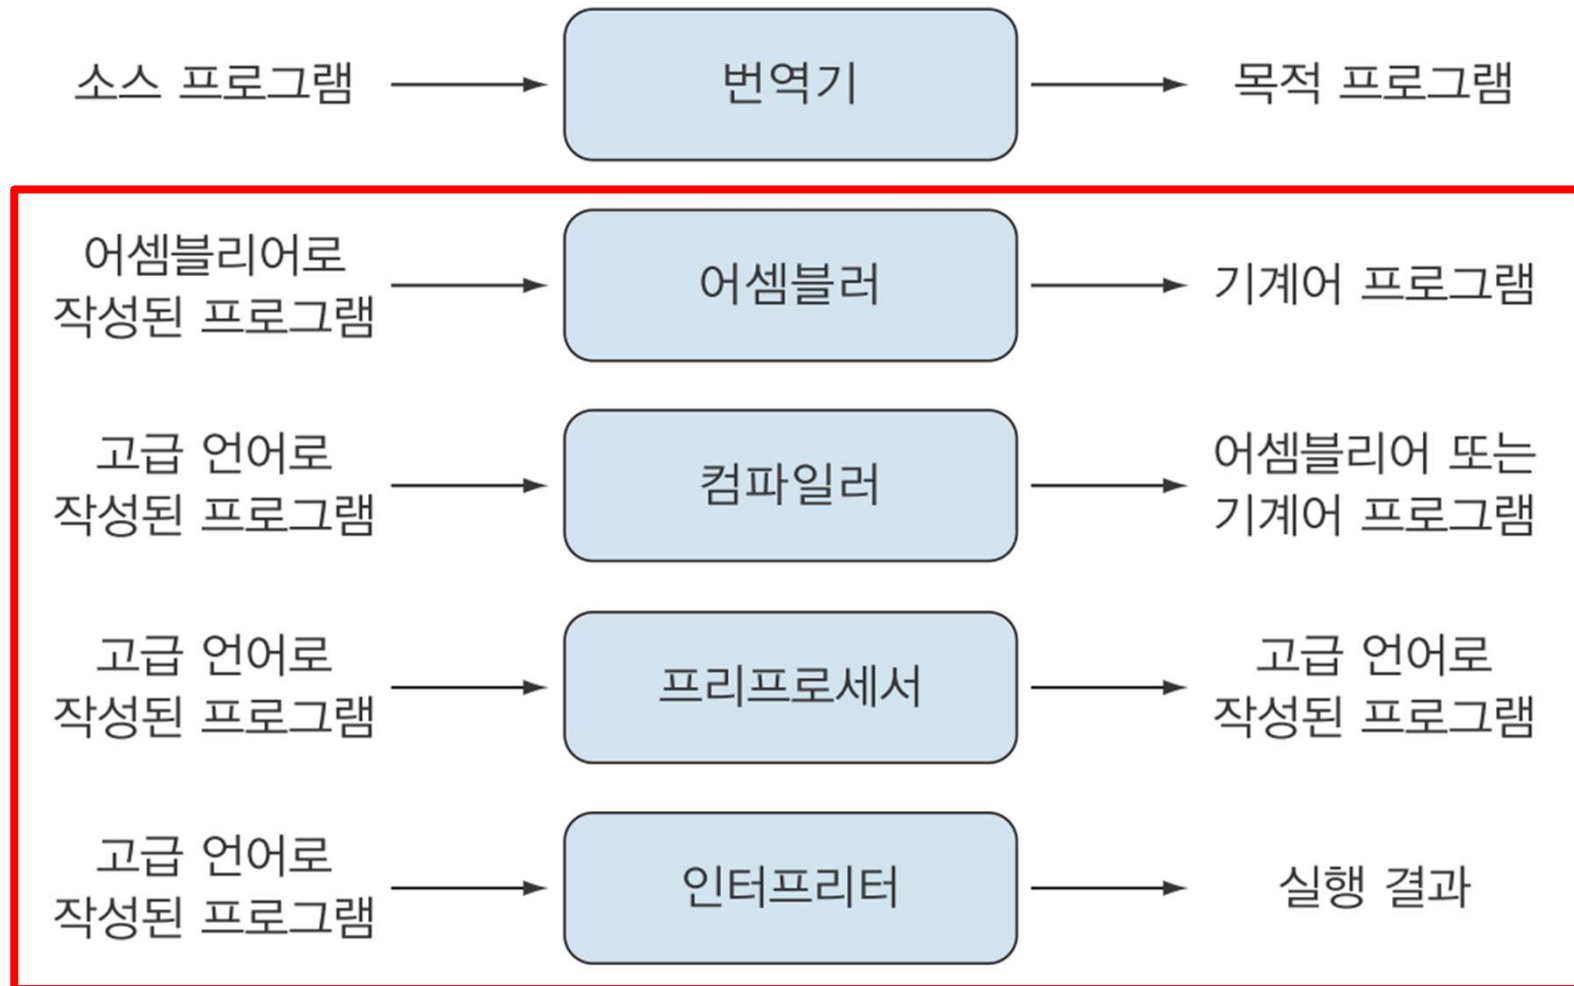 소스 프로그램
번역기
목적 프로그램
어셈블리어로
작성된 프로그램
어셈블러
기계어 프로그램
고급 언어로
작성된 프로그램
컴파일러
어셈블리어 또는
기계어 프로그램
고급 언어로
작성된 프로그램
프리프로세서
고급 언어로
작성된 프로그램
고급 언어로
작성된 프로그램
인터프리터
실행 결과